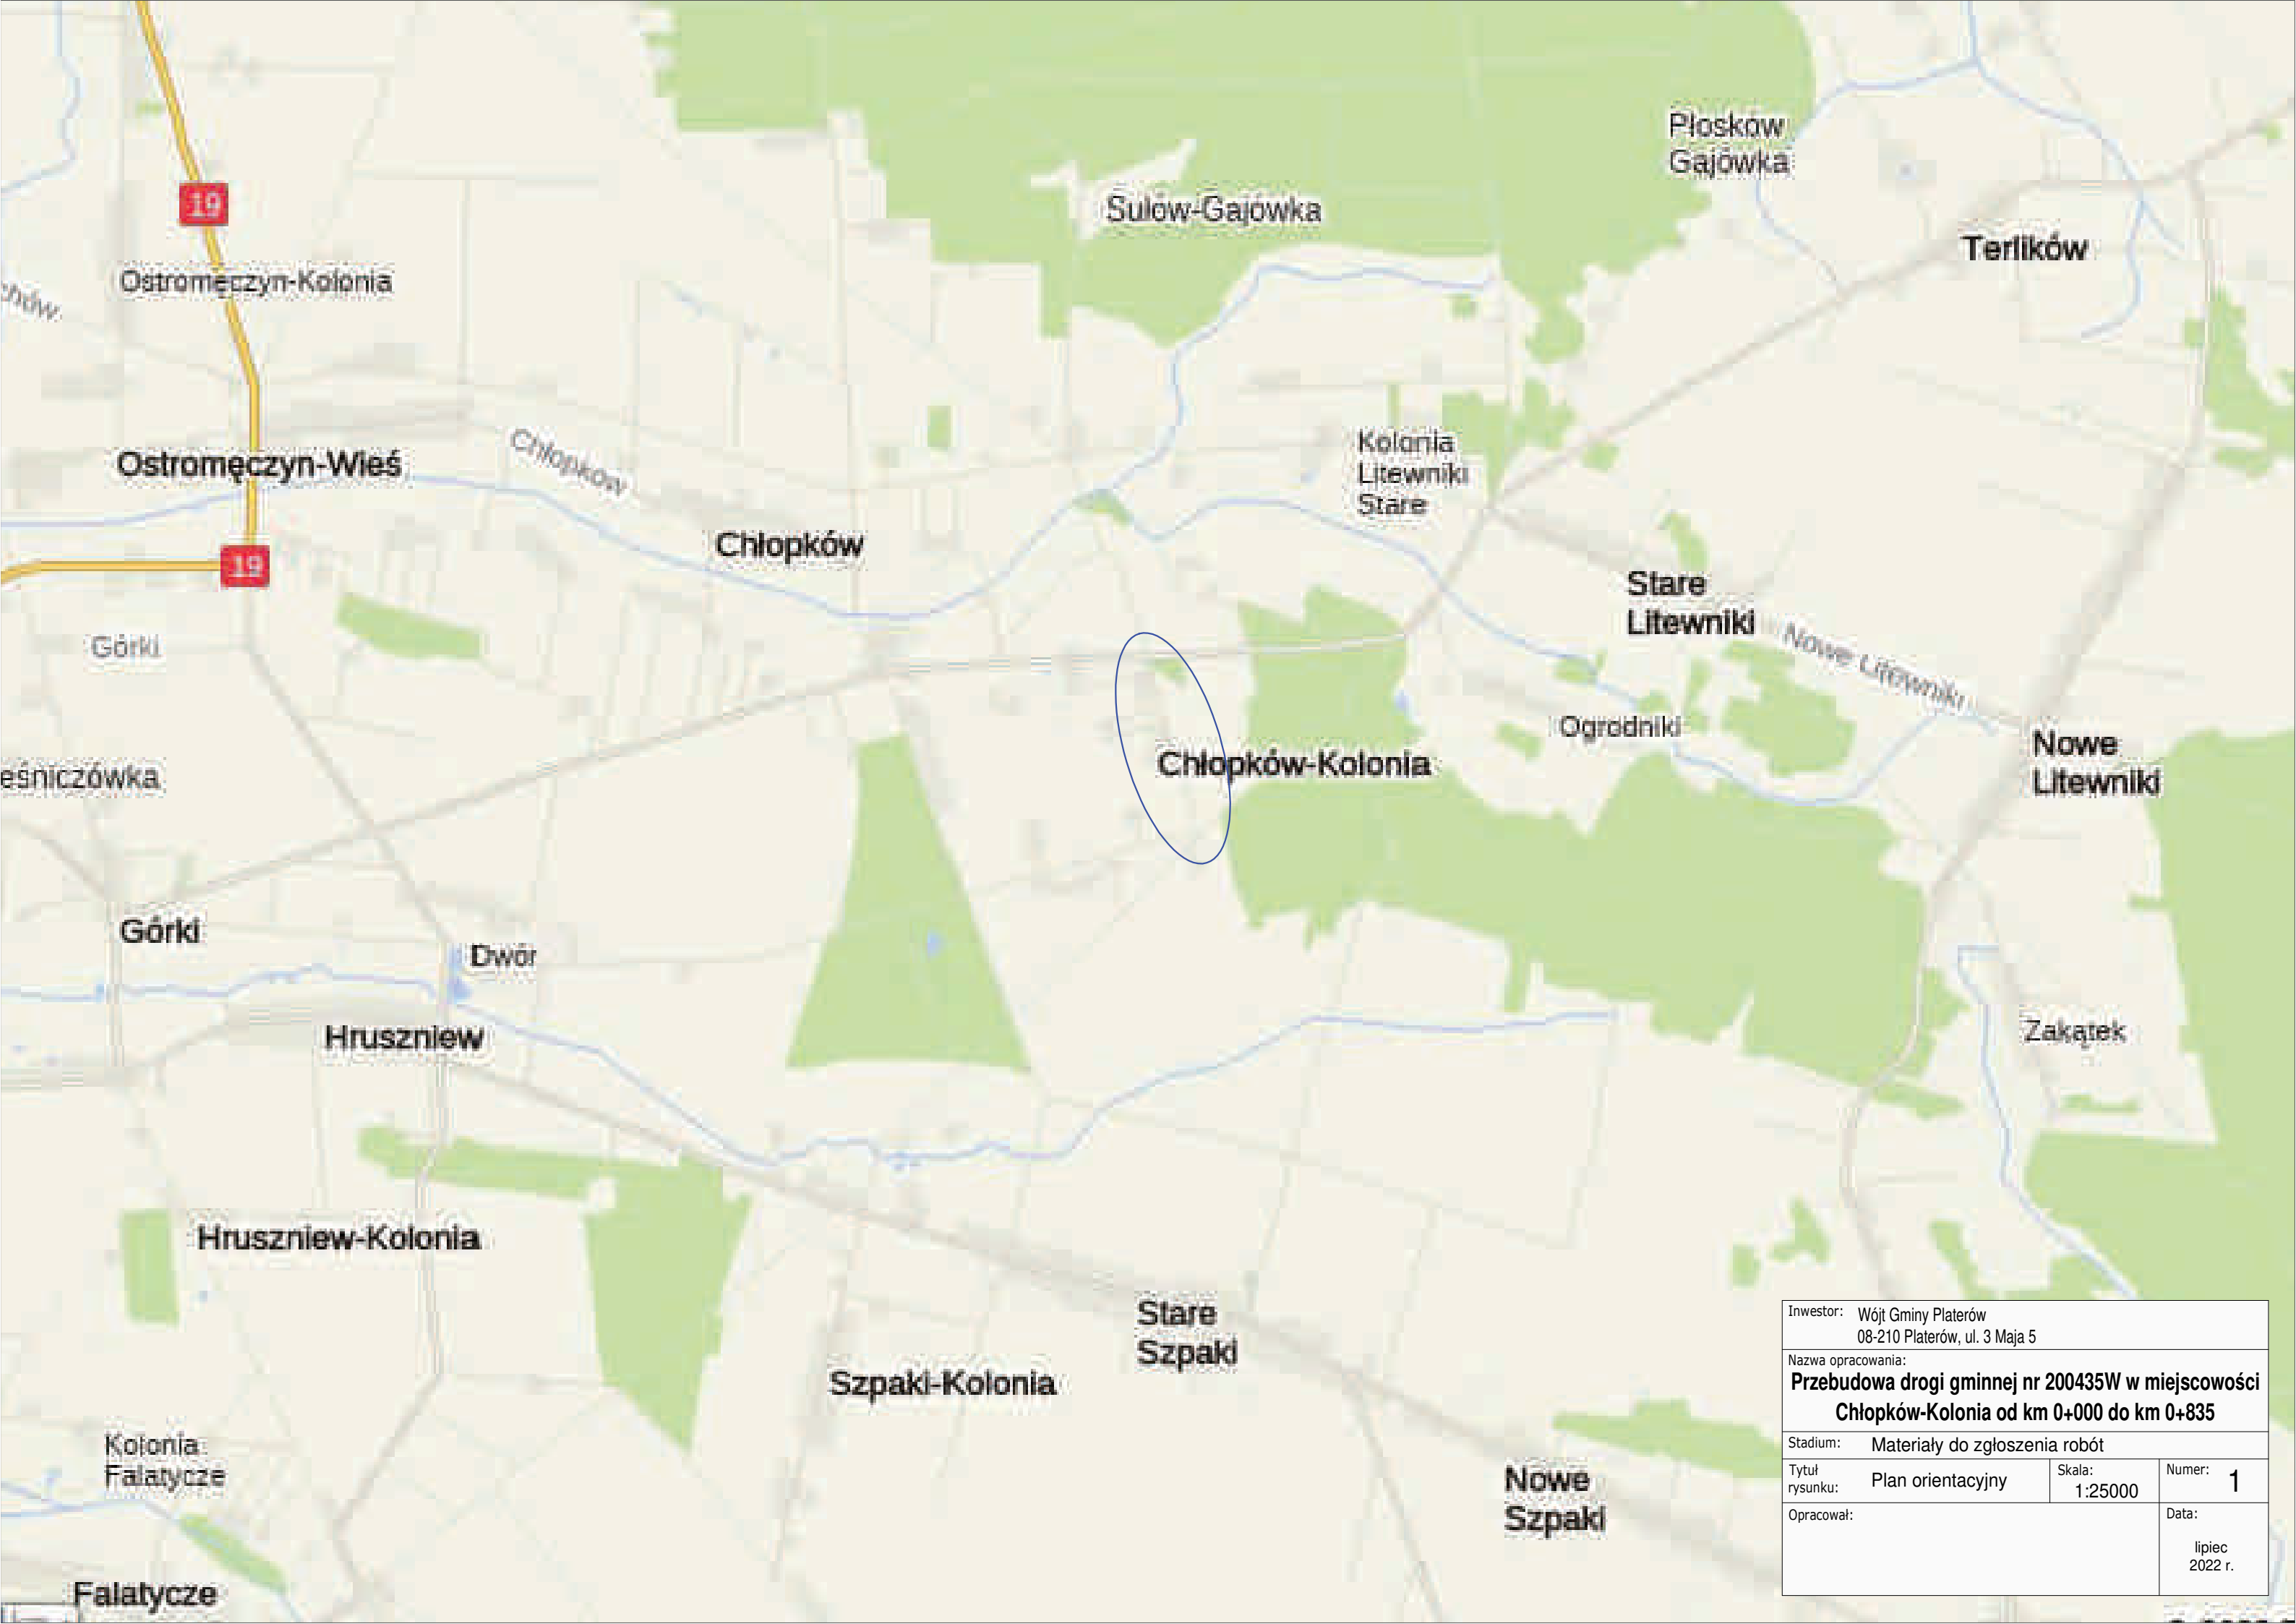 Płosków
Gajówka
19
Sulów-Gajówka
Terlików
Ostromęczyn-Kolonia
Chłopków
Kolonia
Litewniki
Stare
Ostromęczyn-Wieś
Chłopków
19
Stare
Litewniki
Górki
Nowe Litewniki
Ogrodniki
Nowe
Litewniki
Chłopków-Kolonia
eśniczówka
Górki
Dwór
Hruszniew
Zakątek
Hruszniew-Kolonia
Stare
Szpaki
Szpaki-Kolonia
Kolonia
Falatycze
Nowe
Szpaki
Falatycze
Inwestor: Wójt Gminy Platerów
08-210 Platerów, ul. 3 Maja 5
Nazwa opracowania:
Przebudowa drogi gminnej nr 200435W w miejscowości
Chłopków-Kolonia od km 0+000 do km 0+835
Stadium: Materiały do zgłoszenia robót
Tytuł
rysunku: Plan orientacyjny
Skala:
1:25000
Numer: 1
Opracował:
Data:
lipiec
2022 r.